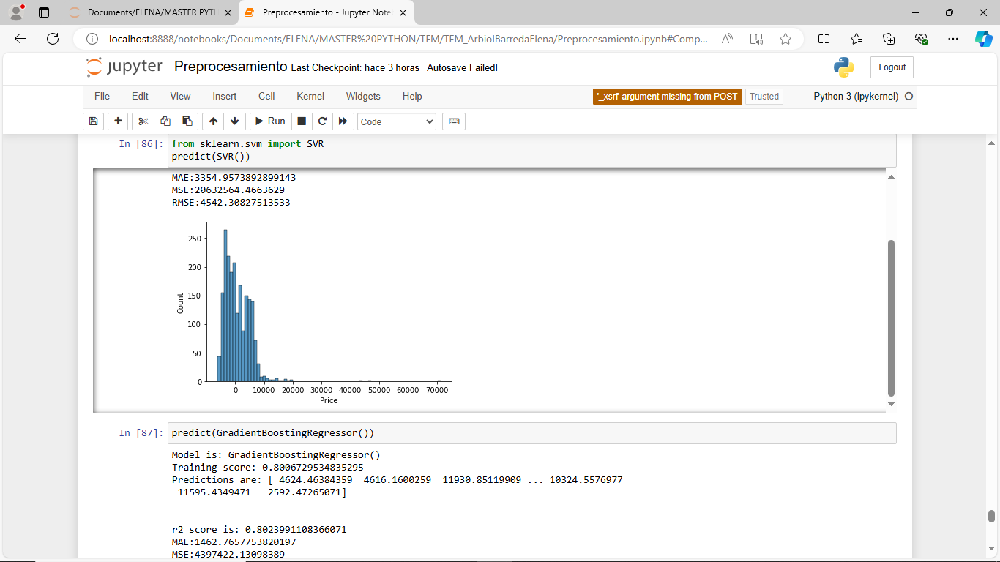 Documents/ELENA/MASTER PYTH
Preprocesamiento - Jupyter Note
localhost:8888/notebooks/Documents/ELENA/MASTER%20PYTHON/TFM/TFM_ArbiolBarredaElena/Preprocesamiento.ipynb#Comp...
jupyter Preprocesamiento Last Checkpoint: hace 3 horas Autosave Failed!
Logout
File Edit View Insert Cell Kernel Widgets Help
'_xsrf' argument missing from POST
Trusted
Python 3 (ipykernel)
Run
Code
In [86]: from sklearn.svm import SVR
predict(SVR())
MAE:3354.9573892899143
MSE:20632564.4663629
RMSE:4542.30827513533
250
200
150
100
50
0
Count
0 10000 20000 30000 40000 50000 60000 70000
Price
In [87]: predict(GradientBoostingRegressor())
Model is: GradientBoostingRegressor()
Training score: 0.8006729534835295
Predictions are: [ 4624.46384359 4616.1600259 11930.85119909 ... 10324.5576977
11595.4349471 2592.47265071]
r2 score is: 0.8023991108366071
MAE:1462.7657753820197
MSE:4397422.13098389